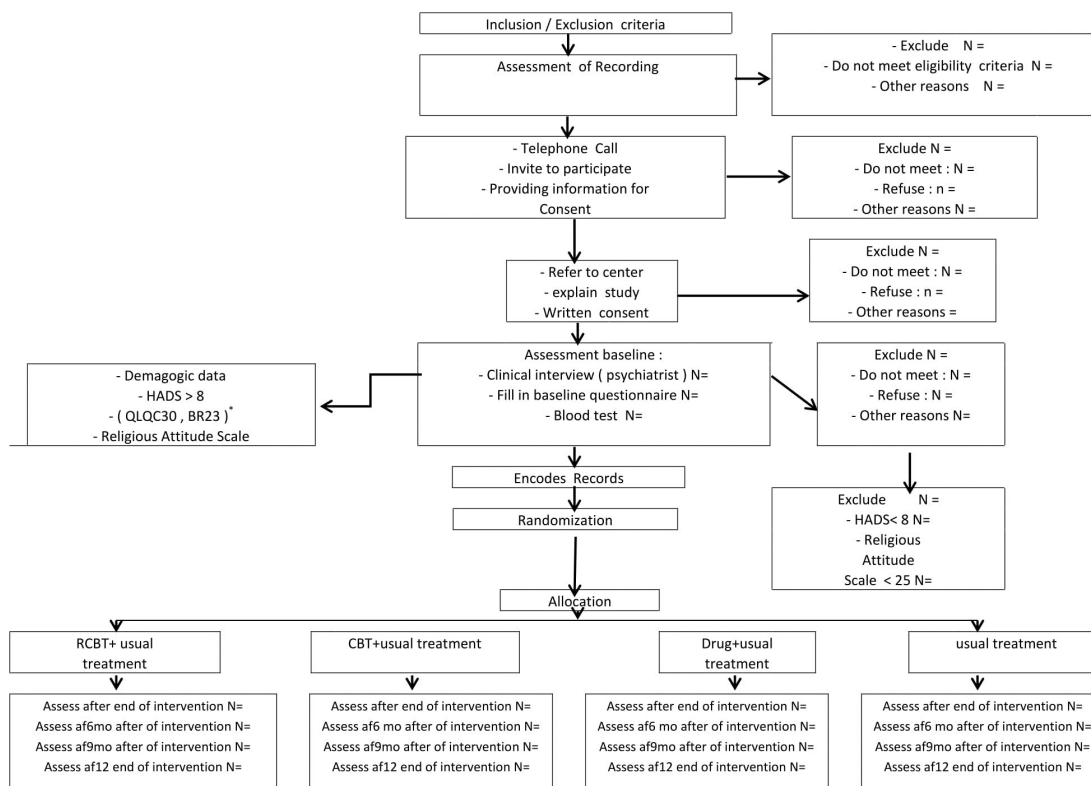 Inclusion / Exclusion criteria
Assessment of Recording
- Exclude N =
- Do not meet eligibility criteria N =
- Other reasons N =
- Telephone Call
- Invite to participate
- Providing information for
Consent
Exclude N =
- Do not meet : N =
- Refuse : n =
- Other reasons N =
- Refer to center
- explain study
- Written consent
Exclude N =
- Do not meet : N =
- Refuse : n =
- Other reasons =
Assessment baseline :
- Clinical interview ( psychiatrist ) N=
- Fill in baseline questionnaire N=
- Blood test N=
- Demagogic data
- HADS > 8
- ( QLQC30 , BR23 )*
- Religious Attitude Scale
Exclude N =
- Do not meet : N =
- Refuse : N =
- Other reasons N=
Encodes Records
Randomization
Exclude N =
- HADS< 8 N=
- Religious
Attitude
Scale < 25 N=
Allocation
RCBT+ usual
treatment
CBT+usual treatment
Drug+usual
treatment
usual treatment
Assess after end of intervention N=
Assess af6mo after of intervention N=
Assess af9mo after of intervention N=
Assess af12 end of intervention N=
Assess after end of intervention N=
Assess af6 mo after of intervention N=
Assess af9mo after of intervention N=
Assess af12 end of intervention N=
Assess after end of intervention N=
Assess af6 mo after of intervention N=
Assess af9mo after of intervention N=
Assess af12 end of intervention N=
Assess after end of intervention N=
Assess af6 mo after of intervention N=
Assess af9mo after of intervention N=
Assess af12 end of intervention N=